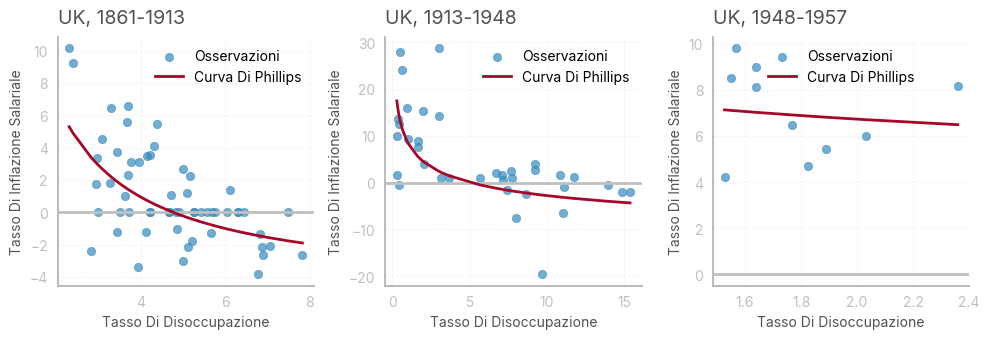 UK, 1861-1913
UK, 1913-1948
UK, 1948-1957
Osservazioni
Curva Di Phillips
Osservazioni
Curva Di Phillips
Osservazioni
Curva Di Phillips
Tasso Di Inflazione Salariale
10
8
6
4
2
0
−2
−4
4
6
8
Tasso Di Disoccupazione
Tasso Di Inflazione Salariale
30
20
10
0
−10
−20
0
5
10
15
Tasso Di Disoccupazione
Tasso Di Inflazione Salariale
10
8
6
4
2
0
1.6
1.8
2.0
2.2
2.4
Tasso Di Disoccupazione